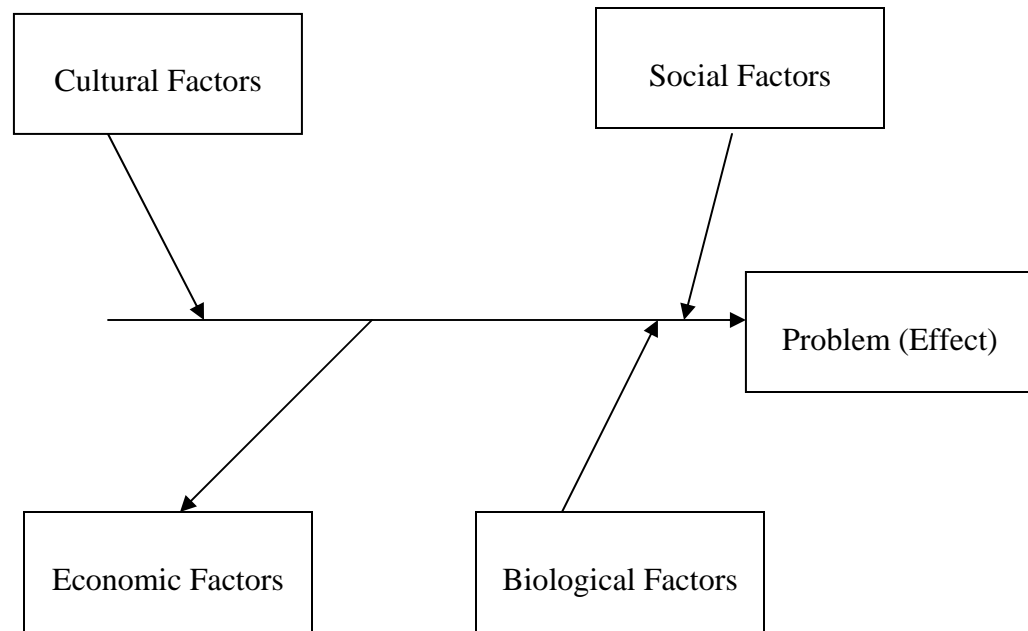 Cultural Factors
Social Factors
Problem (Effect)
Economic Factors
Biological Factors